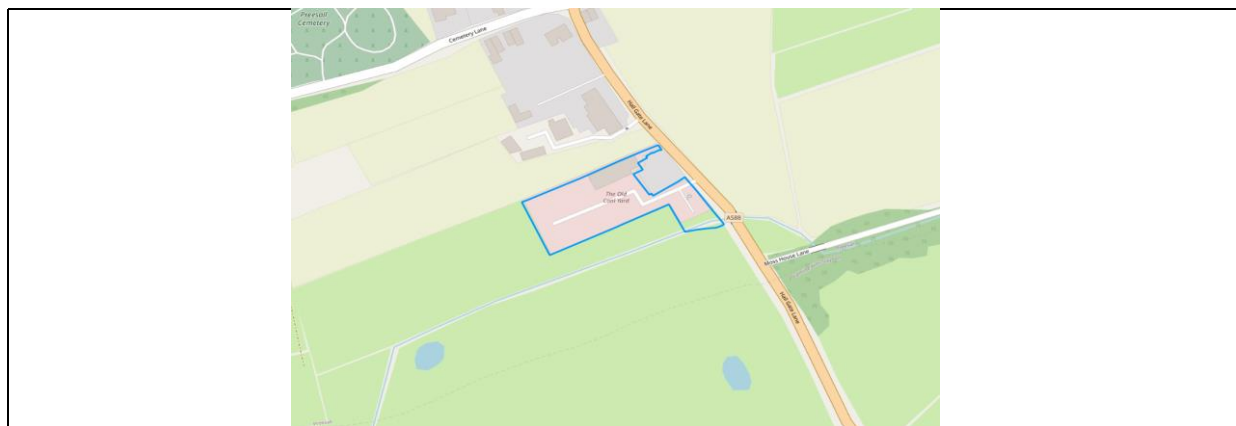 Preesall
Cemetery
Cemetery Lane
Hall Gate Lane
The Old
Coal Yard
A588
Moss House Lane
Hall Gate Lane